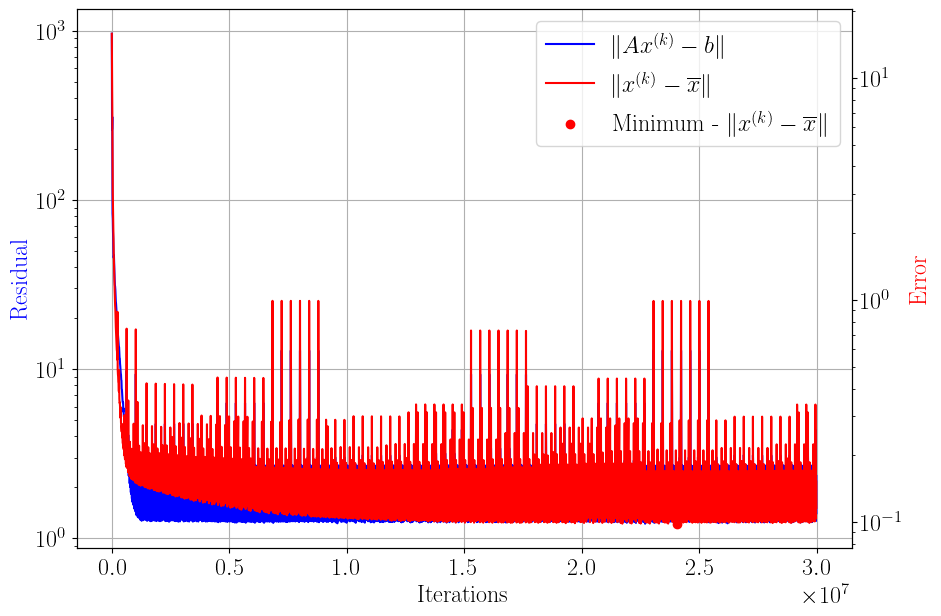 10³
10²
10¹
10⁰
Residual
‖Ax⁽ᵏ⁾ − b‖
‖x⁽ᵏ⁾ − x̅‖
Minimum - ‖x⁽ᵏ⁾ − x̅‖
10¹
10⁰
10⁻¹
Error
0.0 0.5 1.0 1.5 2.0 2.5 3.0
Iterations
×10⁷